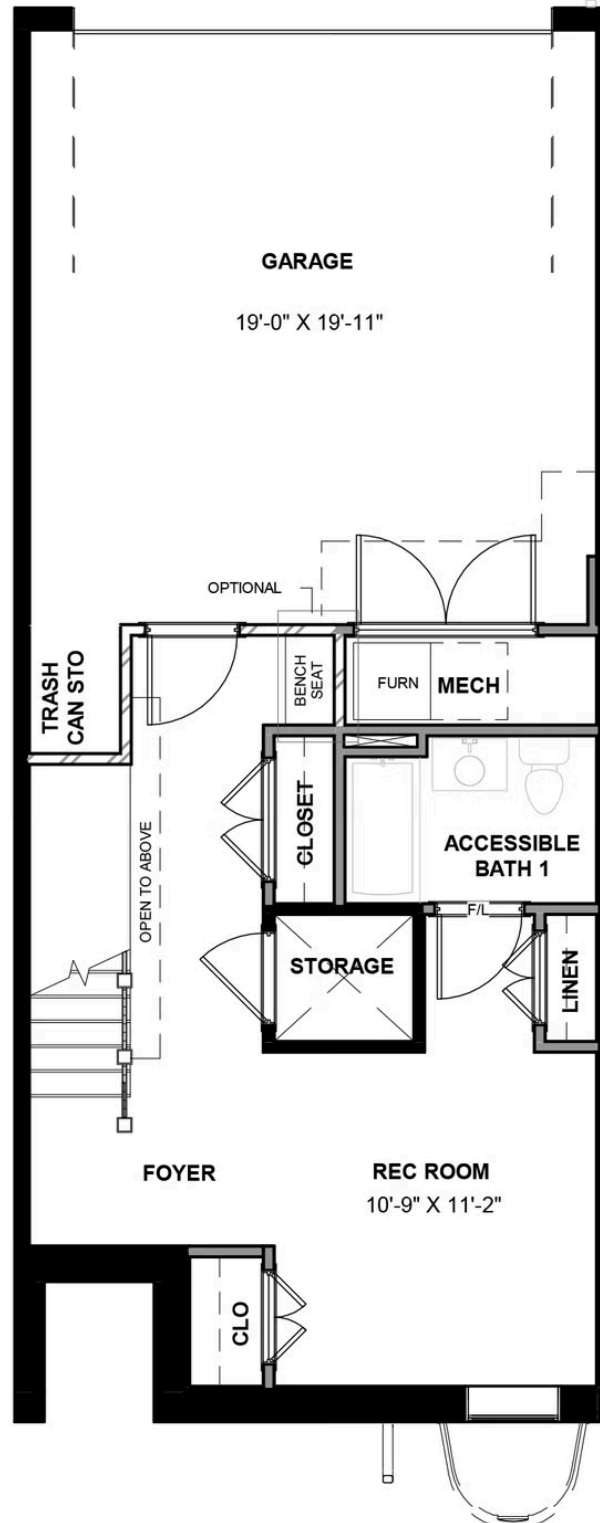 GARAGE
19'-0" X 19'-11"
OPTIONAL
TRASH
CAN STO
BENCH
SEAT
FURN
MECH
CLOSET
OPEN TO ABOVE
ACCESSIBLE
BATH 1
F/L
STORAGE
LINEN
FOYER
REC ROOM
10'-9" X 11'-2"
CLO